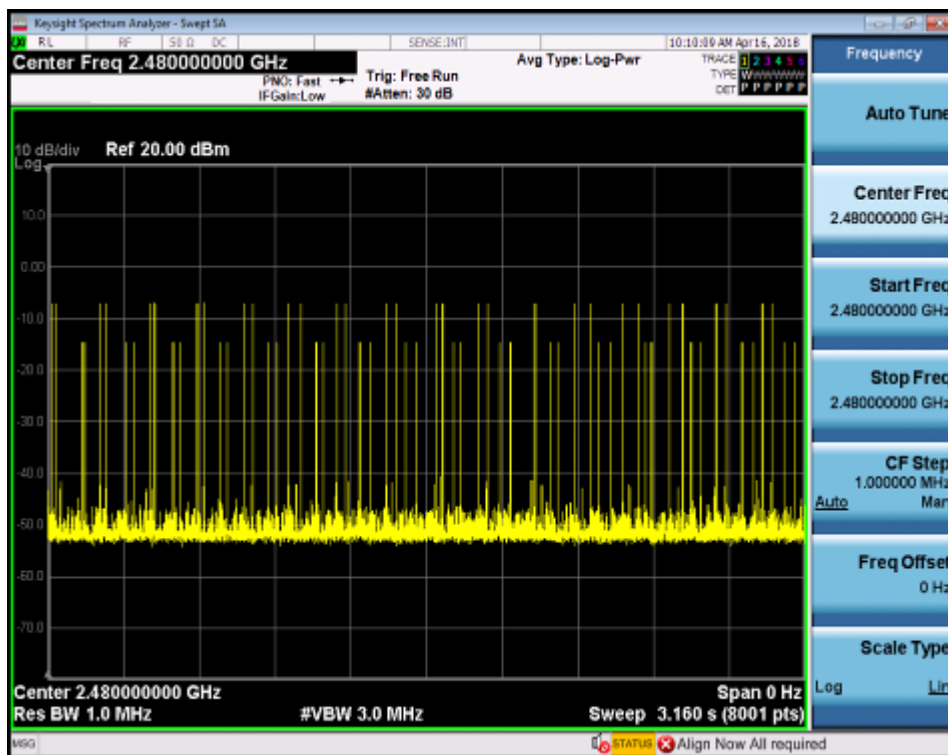 Keysight Spectrum Analyzer - Swept SA
RL RF 50 Ω DC SENSE:INT 10:10:09 AM Apr 16, 2018
Center Freq 2.480000000 GHz
Avg Type: Log-Pwr
TRACE 1 2 3 4 5 6
PNO: Fast Trig: Free Run
TYPE WWWWWW
IFGain:Low #Atten: 30 dB
DET P P P P P P
10 dB/div Ref 20.00 dBm
Log
10.0
0.00
-10.0
-20.0
-30.0
-40.0
-50.0
-60.0
-70.0
Center 2.480000000 GHz Span 0 Hz
Res BW 1.0 MHz #VBW 3.0 MHz Sweep 3.160 s (8001 pts)
MSG STATUS Align Now All required
Frequency
Auto Tune
Center Freq
2.480000000 GHz
Start Freq
2.480000000 GHz
Stop Freq
2.480000000 GHz
CF Step
1.000000 MHz
Auto Man
Freq Offset
0 Hz
Scale Type
Log Lin